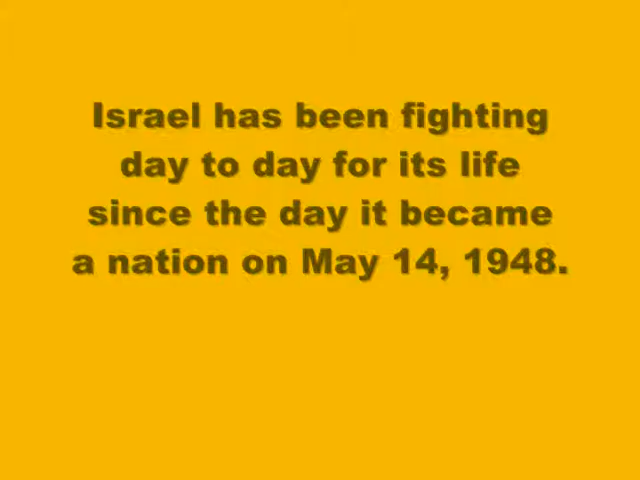 Israel has been fighting
day to day for its life
since the day it became
a nation on May 14, 1948.